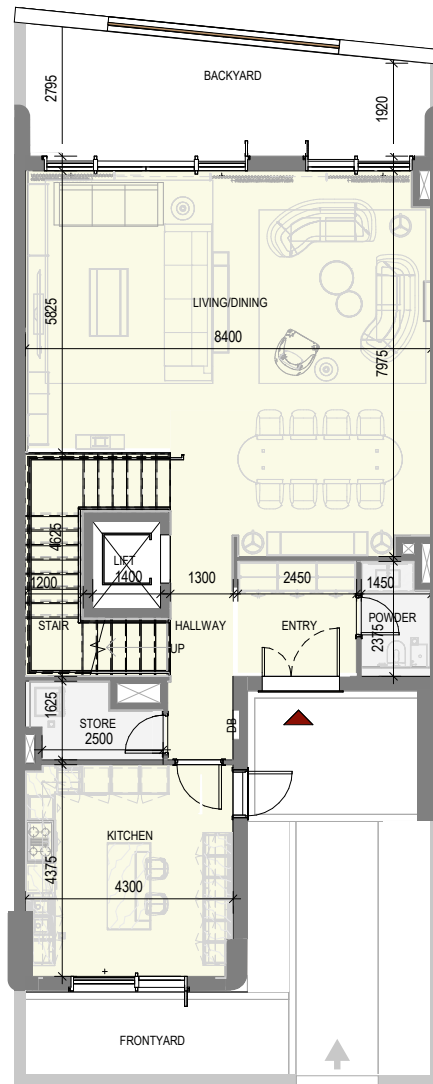 BACKYARD
2795
1920
LIVING/DINING
8400
5825
7975
4625
LIFT
1200
1400
1300
2450
1450
STAIR
HALLWAY
ENTRY
POWDER
2375
UP
1625
STORE
2500
DB
KITCHEN
4375
4300
FRONTYARD